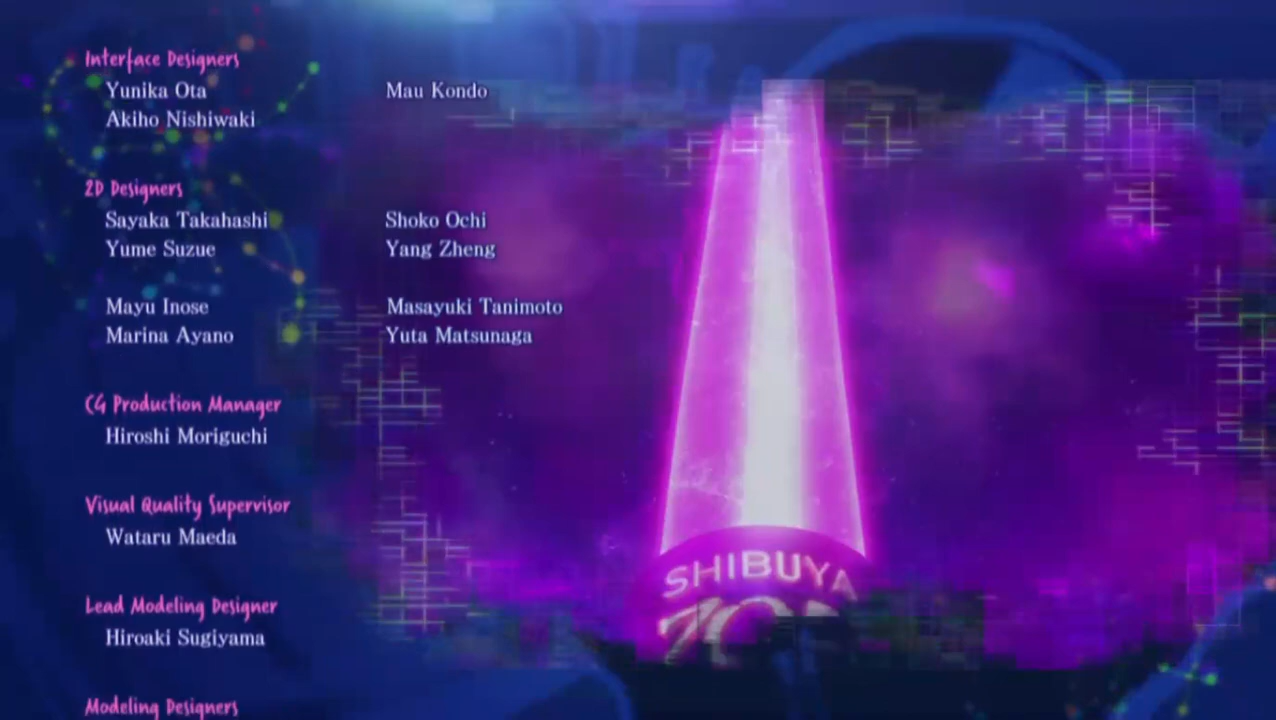 Interface Designers
Yunika Ota
Mau Kondo
Akiho Nishiwaki
2D Designers
Sayaka Takahashi
Shoko Ochi
Yume Suzue
Yang Zheng
Mayu Inose
Masayuki Tanimoto
Marina Ayano
Yuta Matsunaga
CG Production Manager
Hiroshi Moriguchi
Visual Quality Supervisor
Wataru Maeda
Lead Modeling Designer
Hiroaki Sugiyama
Modeling Designers
SHIBUYA